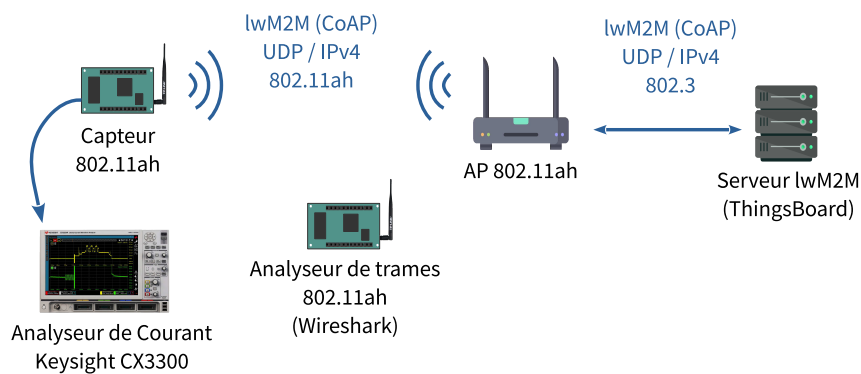 lwM2M (CoAP)
UDP / IPv4
802.11ah
lwM2M (CoAP)
UDP / IPv4
802.3
Capteur
802.11ah
AP 802.11ah
Serveur lwM2M
(ThingsBoard)
Analyseur de trames
802.11ah
(Wireshark)
Analyseur de Courant
Keysight CX3300